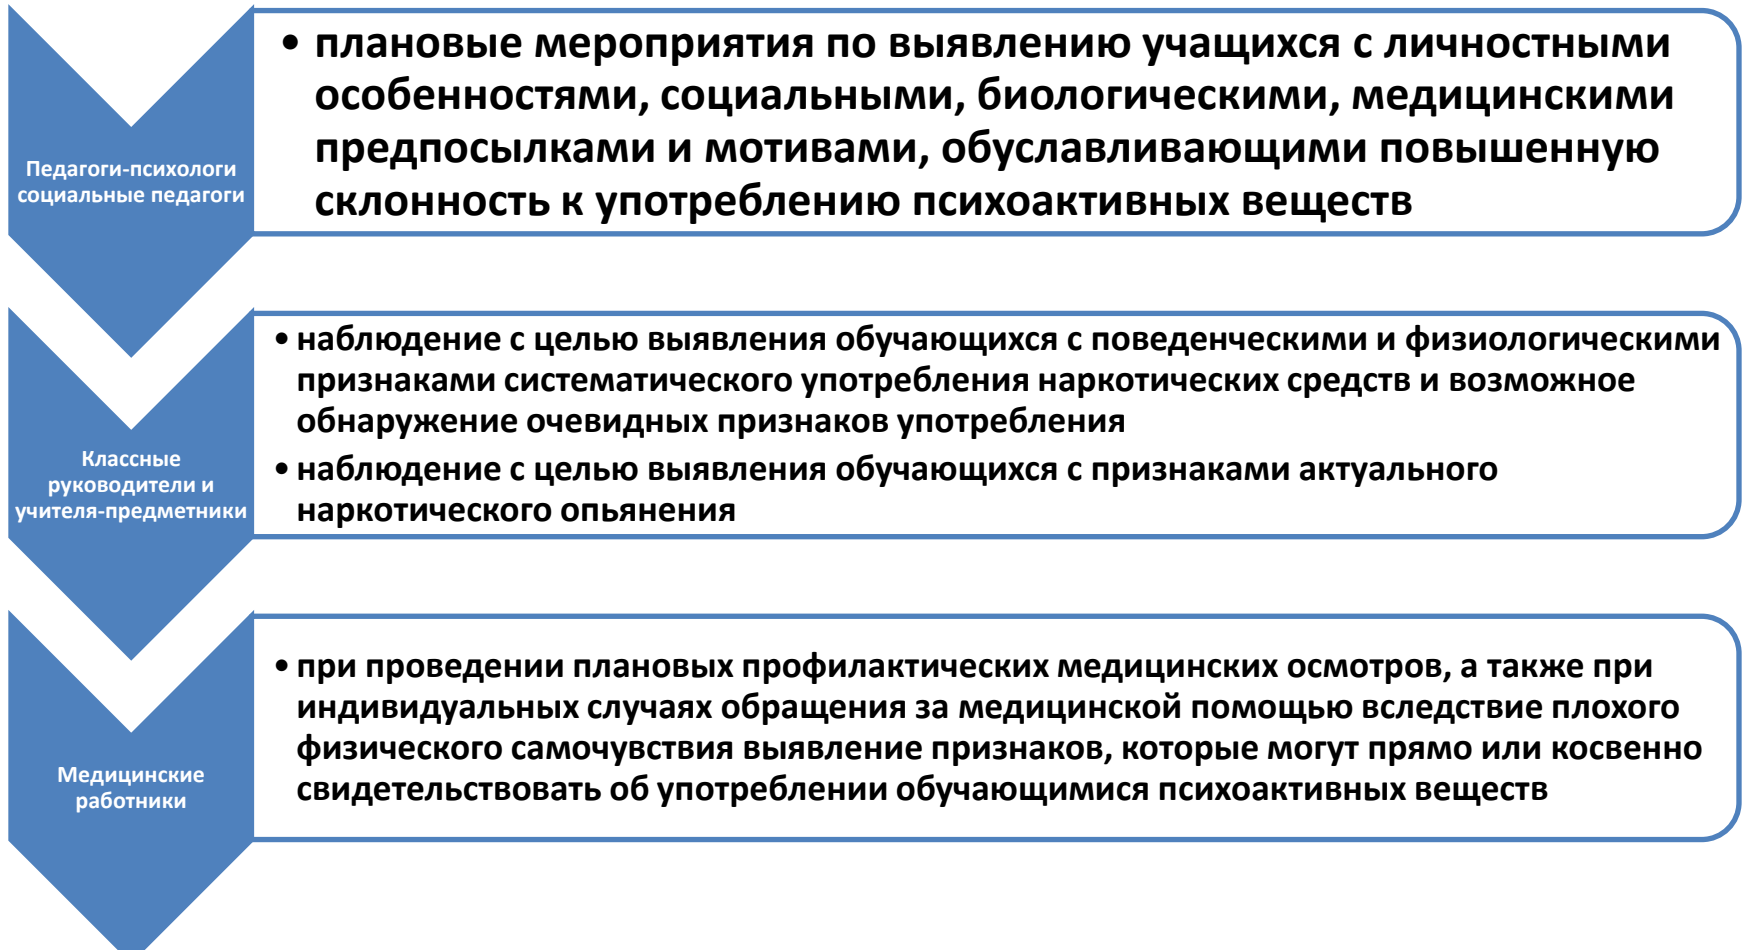 Педагоги-психологи
социальные педагоги
• плановые мероприятия по выявлению учащихся с личностными
особенностями, социальными, биологическими, медицинскими
предпосылками и мотивами, обуславливающими повышенную
склонность к употреблению психоактивных веществ
Классные
руководители и
учителя-предметники
• наблюдение с целью выявления обучающихся с поведенческими и физиологическими
признаками систематического употребления наркотических средств и возможное
обнаружение очевидных признаков употребления
• наблюдение с целью выявления обучающихся с признаками актуального
наркотического опьянения
Медицинские
работники
• при проведении плановых профилактических медицинских осмотров, а также при
индивидуальных случаях обращения за медицинской помощью вследствие плохого
физического самочувствия выявление признаков, которые могут прямо или косвенно
свидетельствовать об употреблении обучающимися психоактивных веществ